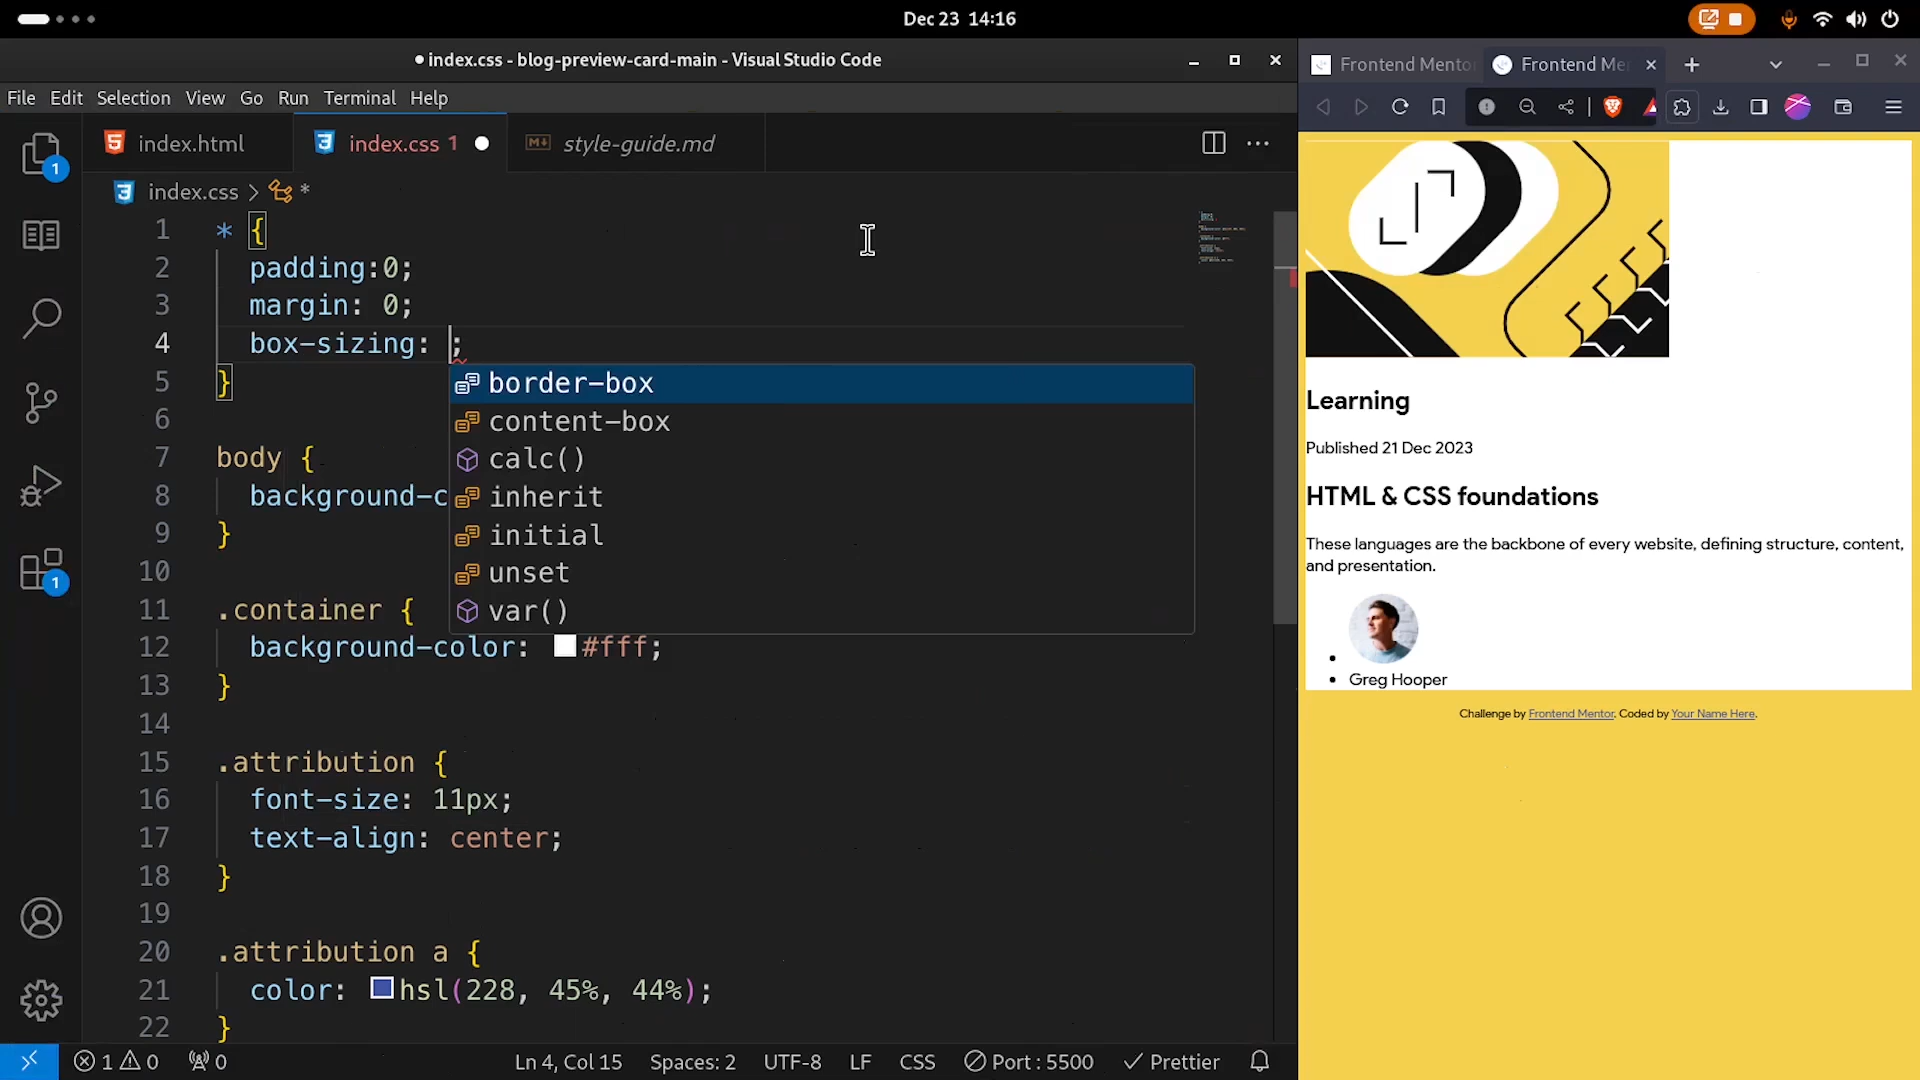 Dec 23 14:16
index.css - blog-preview-card-main - Visual Studio Code
File Edit Selection View Go Run Terminal Help
index.html
index.css 1
style-guide.md
index.css > *
1 * {
2 padding:0;
3 margin: 0;
4 box-sizing: ;
5 }
6
7 body {
8 background-c
9 }
10
11 .container {
12 background-color: #fff;
13 }
14
15 .attribution {
16 font-size: 11px;
17 text-align: center;
18 }
19
20 .attribution a {
21 color: hsl(228, 45%, 44%);
22 }
border-box
content-box
calc()
inherit
initial
unset
var()
1
1
1 0 0 Ln 4, Col 15 Spaces: 2 UTF-8 LF CSS Port : 5500 Prettier
Frontend Mento
Frontend Me
Learning
Published 21 Dec 2023
HTML & CSS foundations
These languages are the backbone of every website, defining structure, content,
and presentation.
• 
• Greg Hooper
Challenge by Frontend Mentor. Coded by Your Name Here.